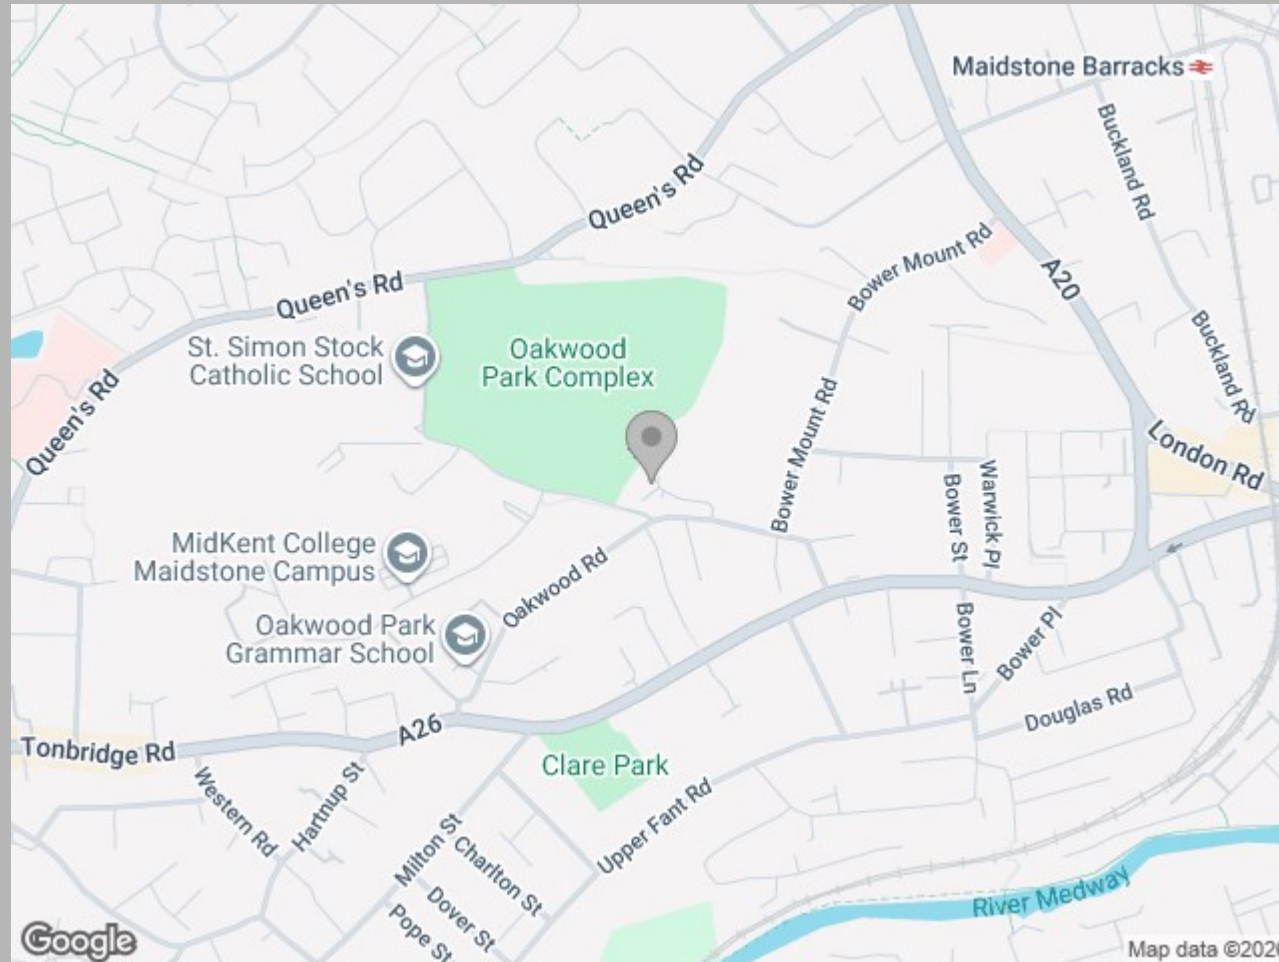 Maidstone Barracks
Buckland Rd
Queen's Rd
Bower Mount Rd
A20
Queen's Rd
Buckland Rd
St. Simon Stock
Catholic School
Oakwood
Park Complex
Queen's Rd
Bower Mount Rd
London Rd
Warwick Pl
Bower St
MidKent College
Maidstone Campus
Oakwood Rd
Oakwood Park
Grammar School
Bower Ln
Bower Pl
Douglas Rd
A26
Tonbridge Rd
Clare Park
Western Rd
Hartnup St
Upper Fant Rd
Milton St
Charlton St
Dover St
Pope St
River Medway
Google
Map data ©2026